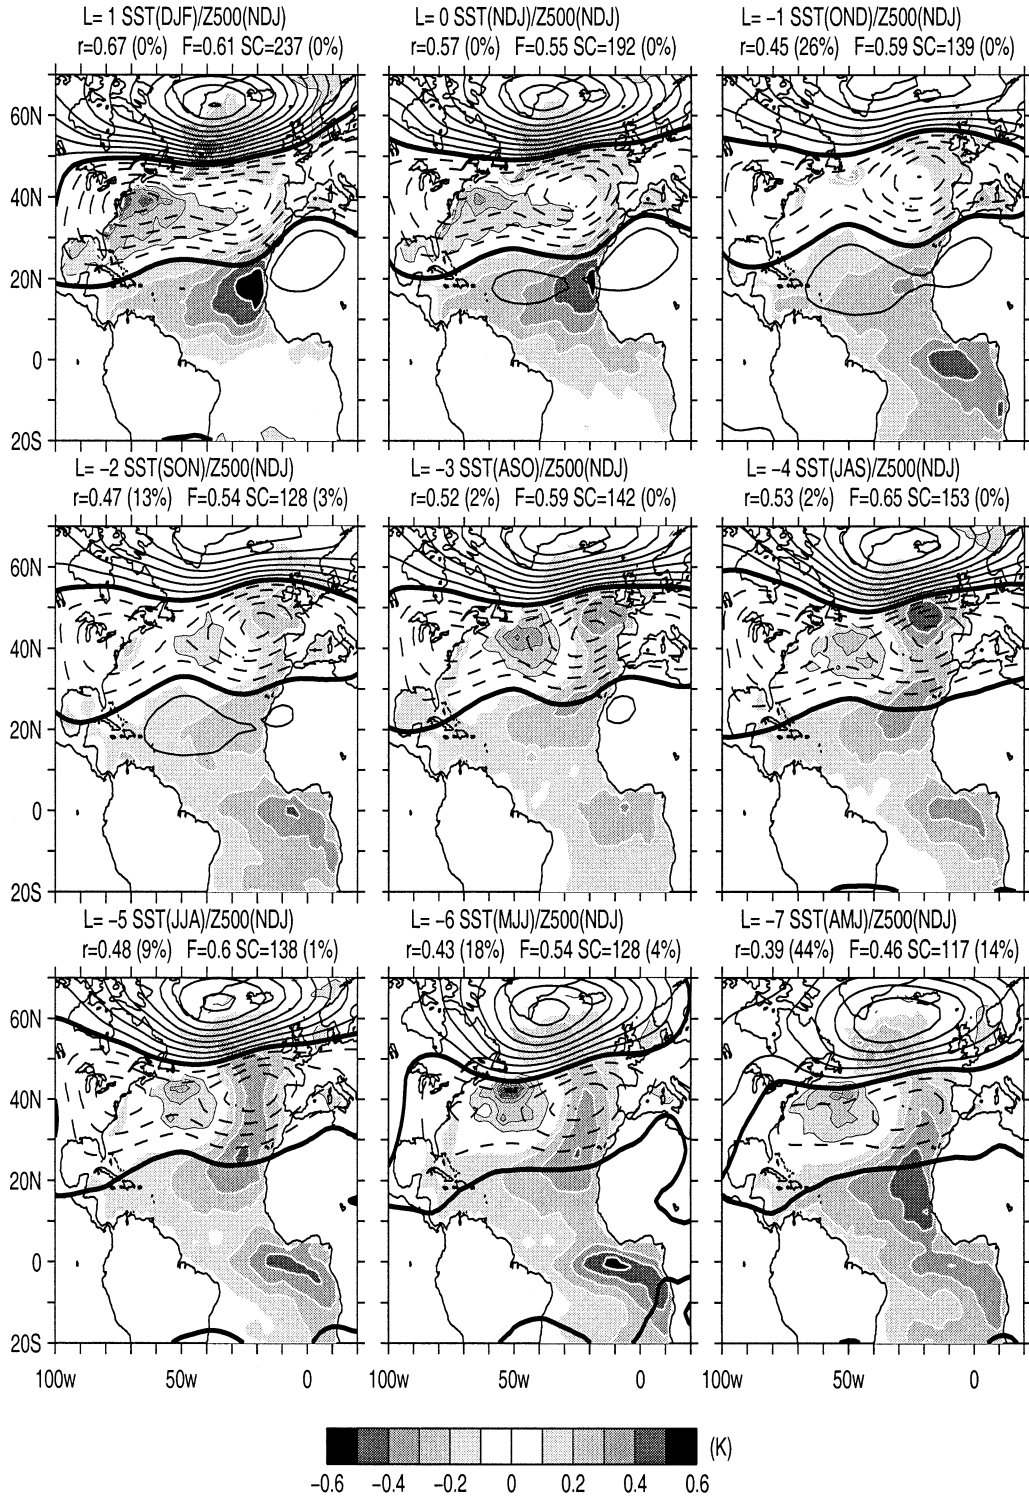 L= 1 SST(DJF)/Z500(NDJ)
r=0.67 (0%) F=0.61 SC=237 (0%)
L= 0 SST(NDJ)/Z500(NDJ)
r=0.57 (0%) F=0.55 SC=192 (0%)
L= −1 SST(OND)/Z500(NDJ)
r=0.45 (26%) F=0.59 SC=139 (0%)
60N
40N
20N
0
20S
L= −2 SST(SON)/Z500(NDJ)
r=0.47 (13%) F=0.54 SC=128 (3%)
L= −3 SST(ASO)/Z500(NDJ)
r=0.52 (2%) F=0.59 SC=142 (0%)
L= −4 SST(JAS)/Z500(NDJ)
r=0.53 (2%) F=0.65 SC=153 (0%)
60N
40N
20N
0
20S
L= −5 SST(JJA)/Z500(NDJ)
r=0.48 (9%) F=0.6 SC=138 (1%)
L= −6 SST(MJJ)/Z500(NDJ)
r=0.43 (18%) F=0.54 SC=128 (4%)
L= −7 SST(AMJ)/Z500(NDJ)
r=0.39 (44%) F=0.46 SC=117 (14%)
60N
40N
20N
0
20S
100w 50w 0 100w 50w 0 100w 50w 0
(K)
−0.6 −0.4 −0.2 0 0.2 0.4 0.6